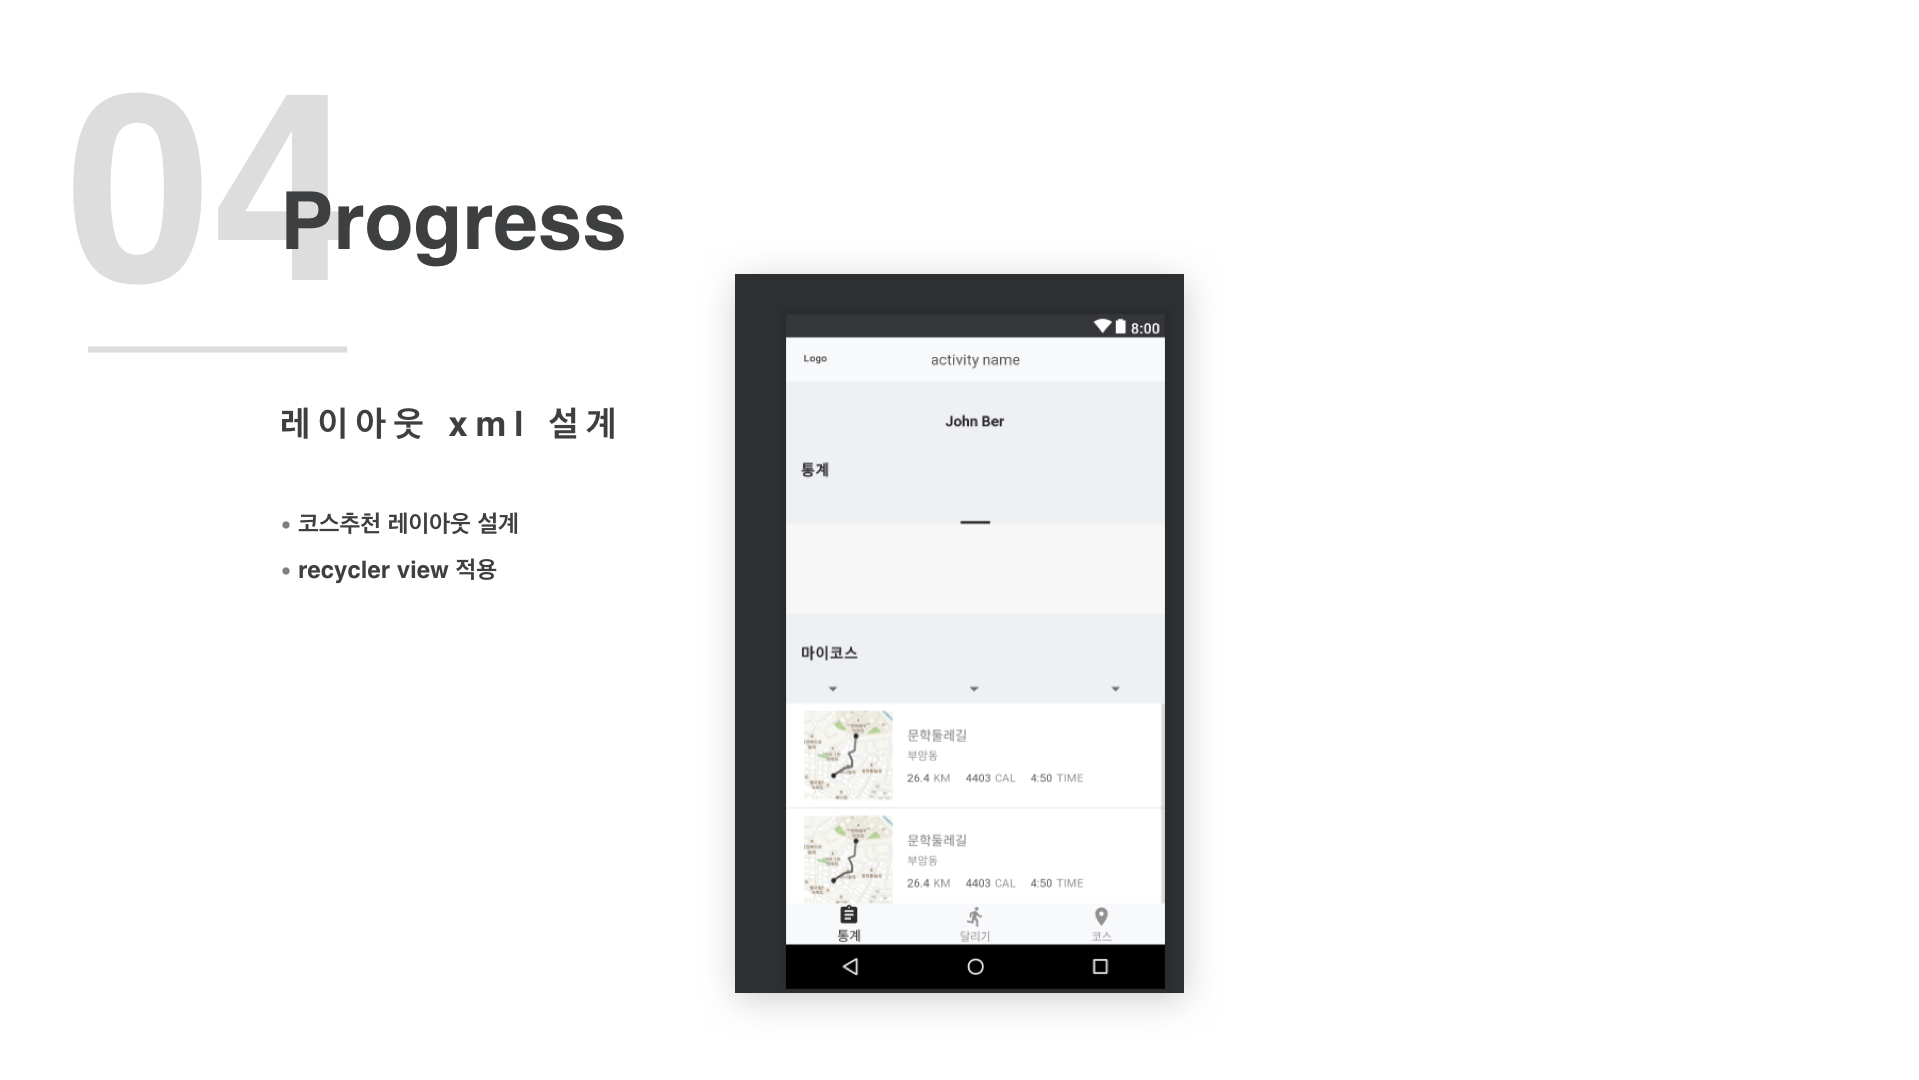 04
Progress
레이아웃 xml 설계
• 코스추천 레이아웃 설계
• recycler view 적용
8:00
Logo
activity name
John Ber
통계
마이코스
문학둘레길
부암동
26.4 KM 4403 CAL 4:50 TIME
문학둘레길
부암동
26.4 KM 4403 CAL 4:50 TIME
통계 달리기 코스